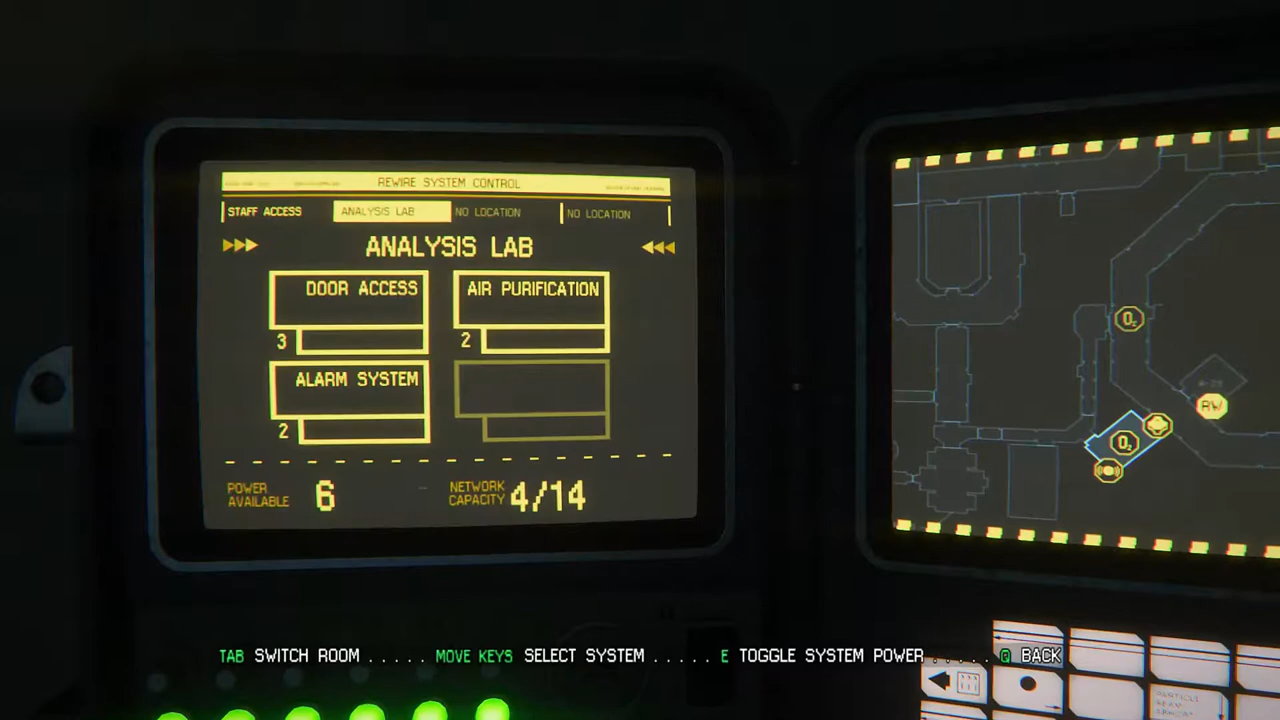 REWIRE SYSTEM CONTROL
STAFF ACCESS ANALYSIS LAB NO LOCATION NO LOCATION
ANALYSIS LAB
DOOR ACCESS AIR PURIFICATION
3 2
ALARM SYSTEM
2
POWER AVAILABLE 6 NETWORK CAPACITY 4/14
O₂
RW
O₂
TAB SWITCH ROOM ..... MOVE KEYS SELECT SYSTEM ..... E TOGGLE SYSTEM POWER ..... Q BACK
PARTICLE
BEAM